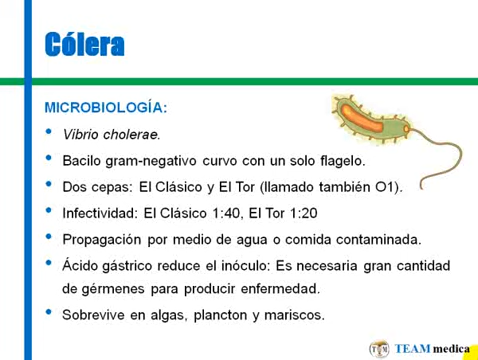 Cólera
MICROBIOLOGÍA:
• Vibrio cholerae.
• Bacilo gram-negativo curvo con un solo flagelo.
• Dos cepas: El Clásico y El Tor (llamado también O1).
• Infectividad: El Clásico 1:40, El Tor 1:20
• Propagación por medio de agua o comida contaminada.
• Ácido gástrico reduce el inóculo: Es necesaria gran cantidad
de gérmenes para producir enfermedad.
• Sobrevive en algas, plancton y mariscos.
TEAM medica